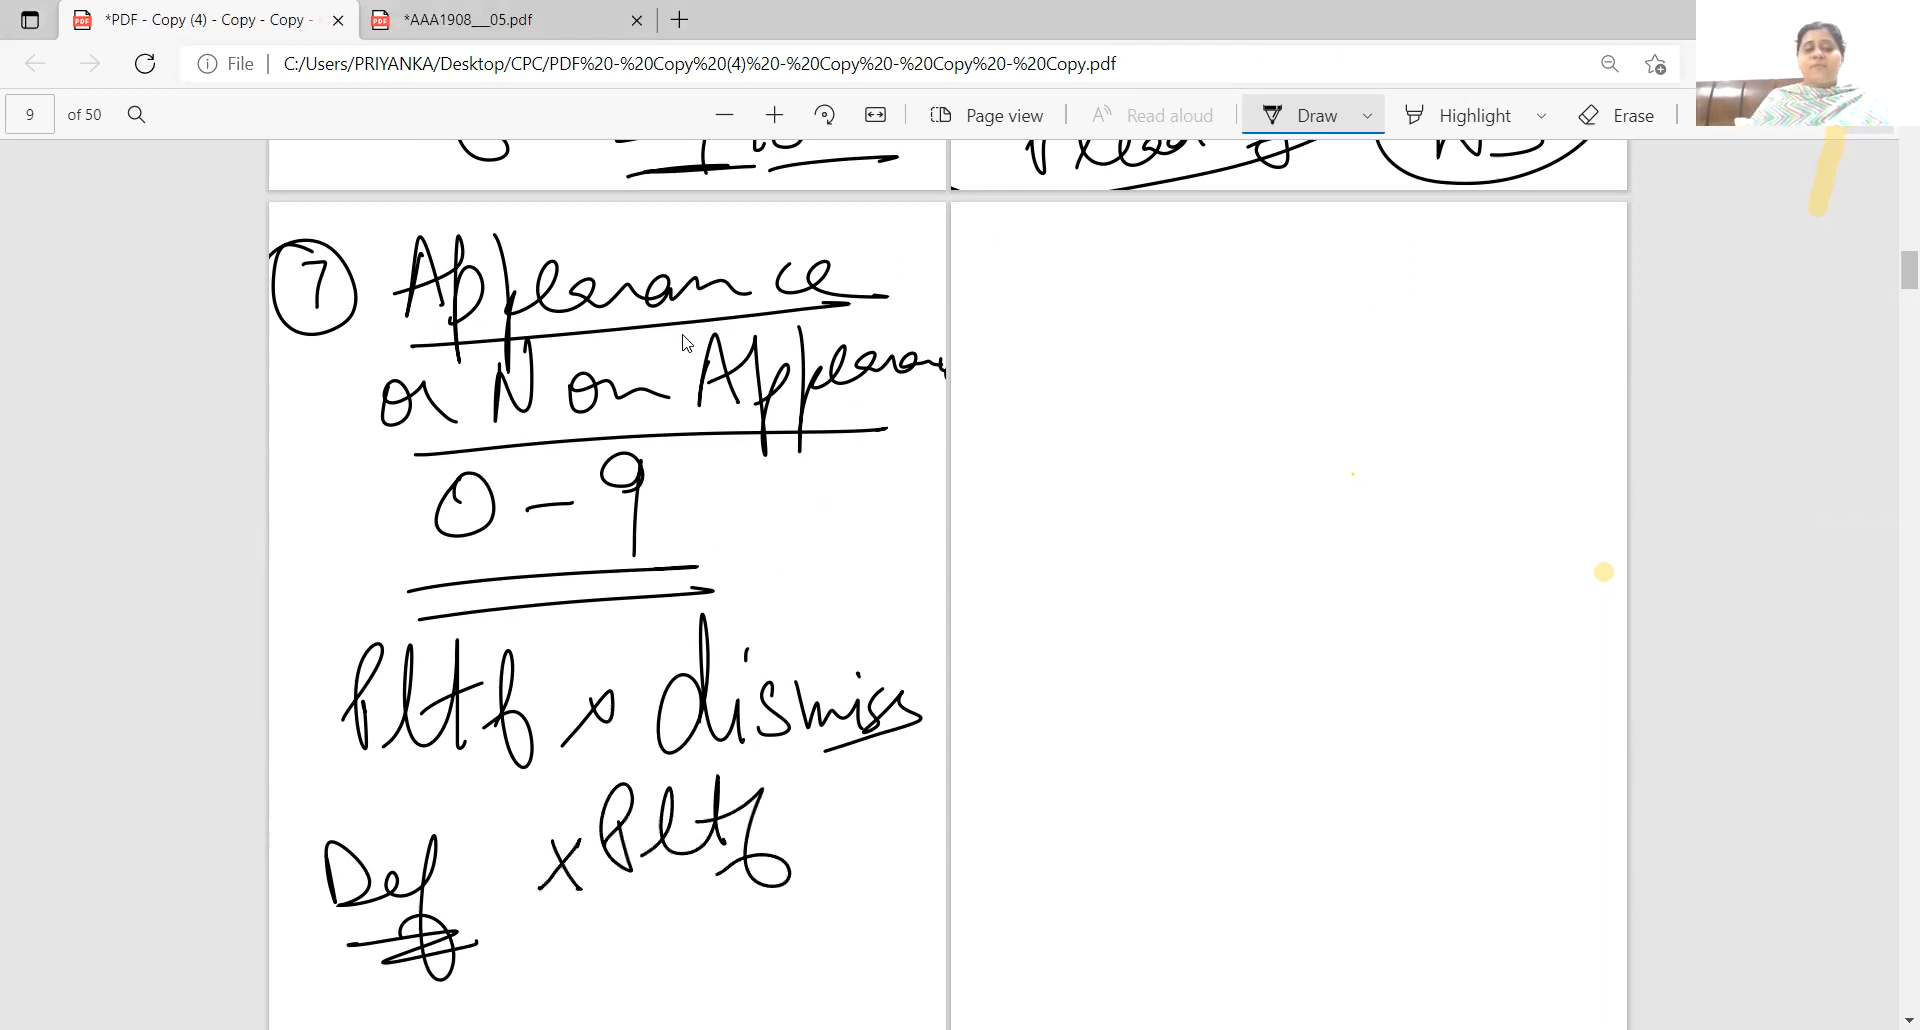 *PDF - Copy (4) - Copy - Copy -
*AAA1908___05.pdf
File
C:/Users/PRIYANKA/Desktop/CPC/PDF%20-%20Copy%20(4)%20-%20Copy%20-%20Copy%20-%20Copy.pdf
9 of 50
Page view
Read aloud
Draw
Highlight
Erase
7 Appearance
or Non Appearan
O - 9
Pltf x dismiss
x Pltf
Def